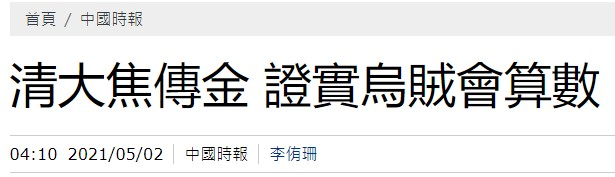 首頁 / 中國時報
清大焦傳金 證實烏賊會算數
04:10 2021/05/02 中國時報 李侑珊